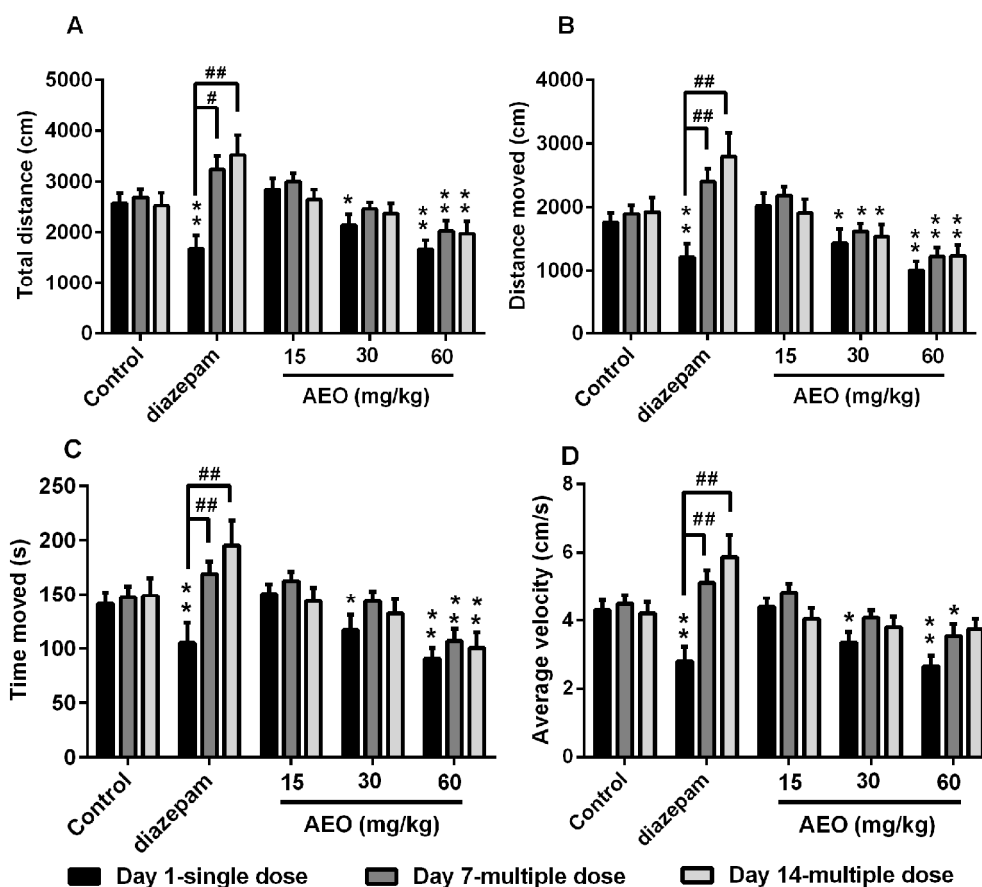 A
Total distance (cm)
5000
4000
3000
2000
1000
0
##
#
**
*
**
**
**
Control
diazepam
15 30 60
AEO (mg/kg)
B
Distance moved (cm)
4000
3000
2000
1000
0
##
##
**
* * *
**
**
**
Control
diazepam
15 30 60
AEO (mg/kg)
C
Time moved (s)
250
200
150
100
50
0
##
##
**
*
**
**
**
Control
diazepam
15 30 60
AEO (mg/kg)
D
Average velocity (cm/s)
8
6
4
2
0
##
##
**
*
**
*
Control
diazepam
15 30 60
AEO (mg/kg)
Day 1-single dose Day 7-multiple dose Day 14-multiple dose